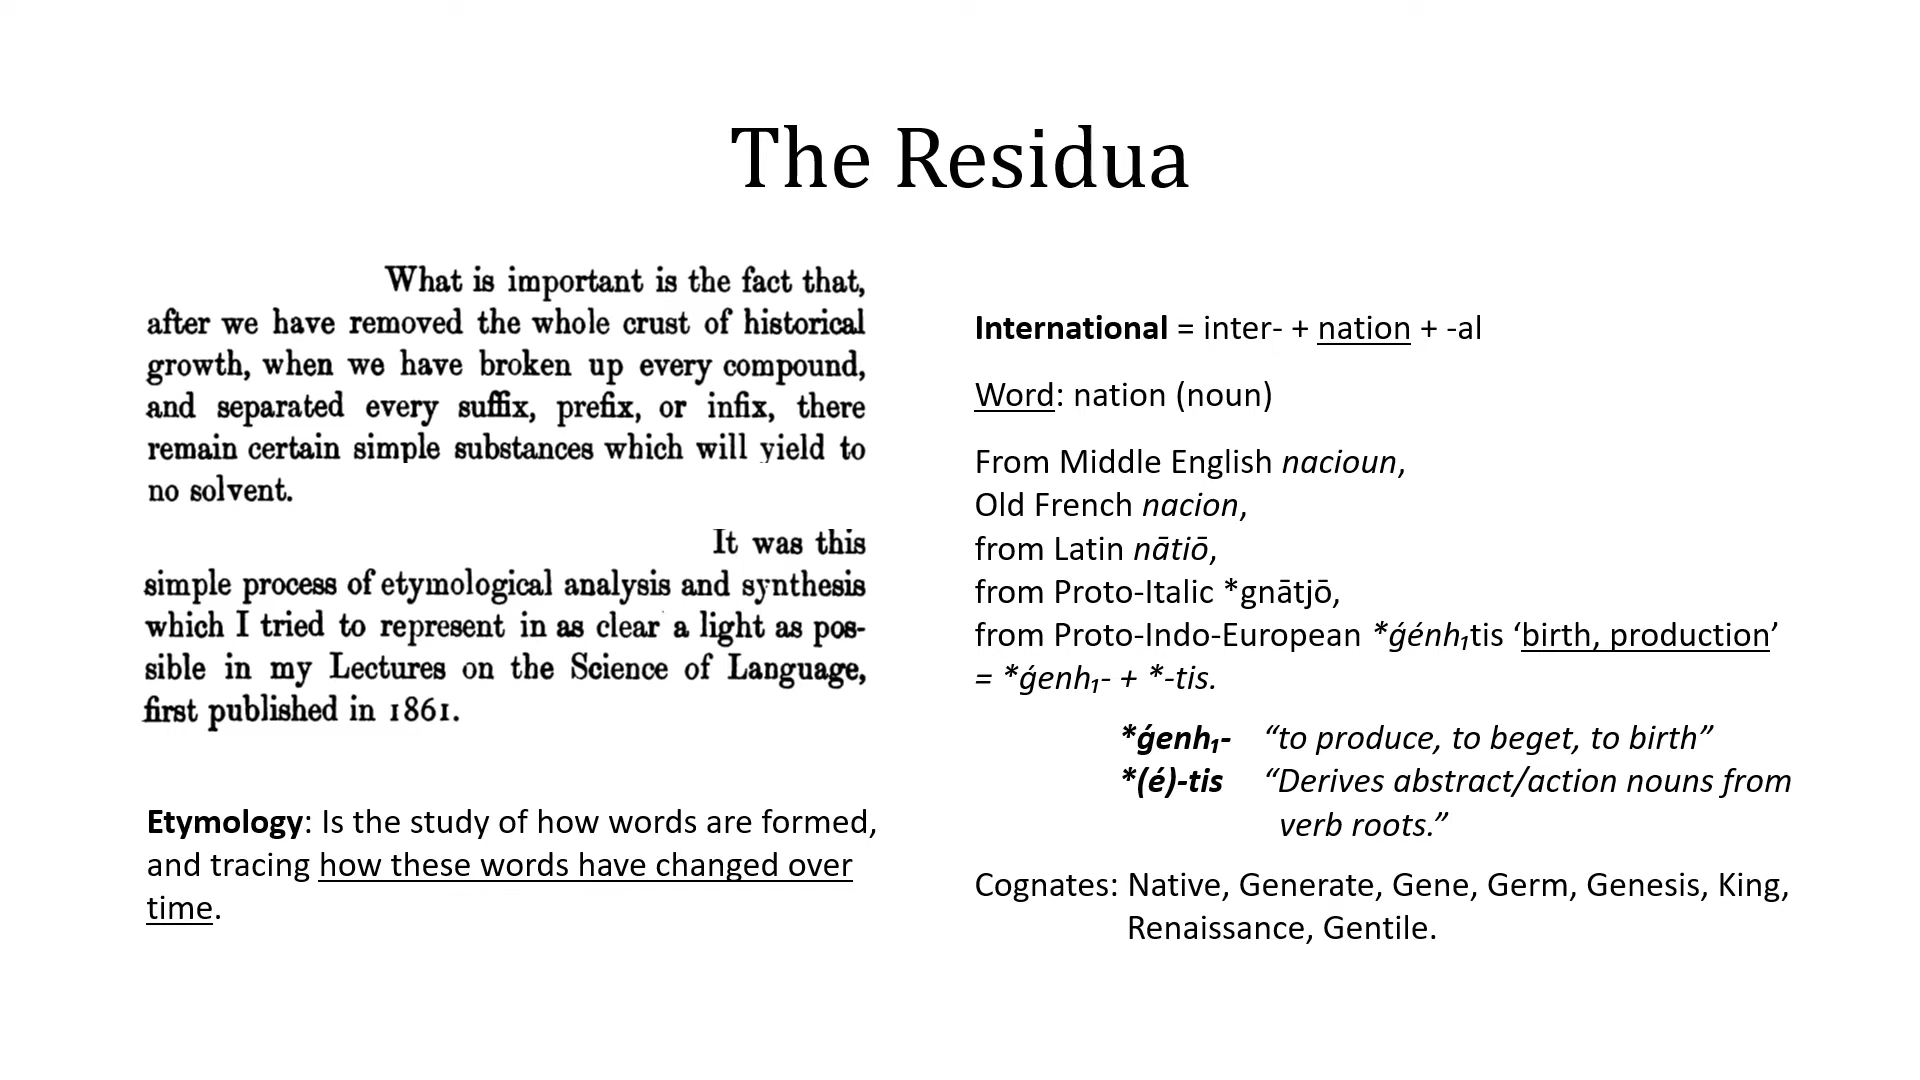 The Residua
What is important is the fact that,
after we have removed the whole crust of historical
growth, when we have broken up every compound,
and separated every suffix, prefix, or infix, there
remain certain simple substances which will yield to
no solvent.
It was this
simple process of etymological analysis and synthesis
which I tried to represent in as clear a light as pos-
sible in my Lectures on the Science of Language,
first published in 1861.
Etymology: Is the study of how words are formed,
and tracing how these words have changed over
time.
International = inter- + nation + -al
Word: nation (noun)
From Middle English nacioun,
Old French nacion,
from Latin nātiō,
from Proto-Italic *gnātjō,
from Proto-Indo-European *ǵénh₁tis ‘birth, production’
= *ǵenh₁- + *-tis.
*ǵenh₁- “to produce, to beget, to birth”
*(é)-tis “Derives abstract/action nouns from
verb roots.”
Cognates: Native, Generate, Gene, Germ, Genesis, King,
Renaissance, Gentile.